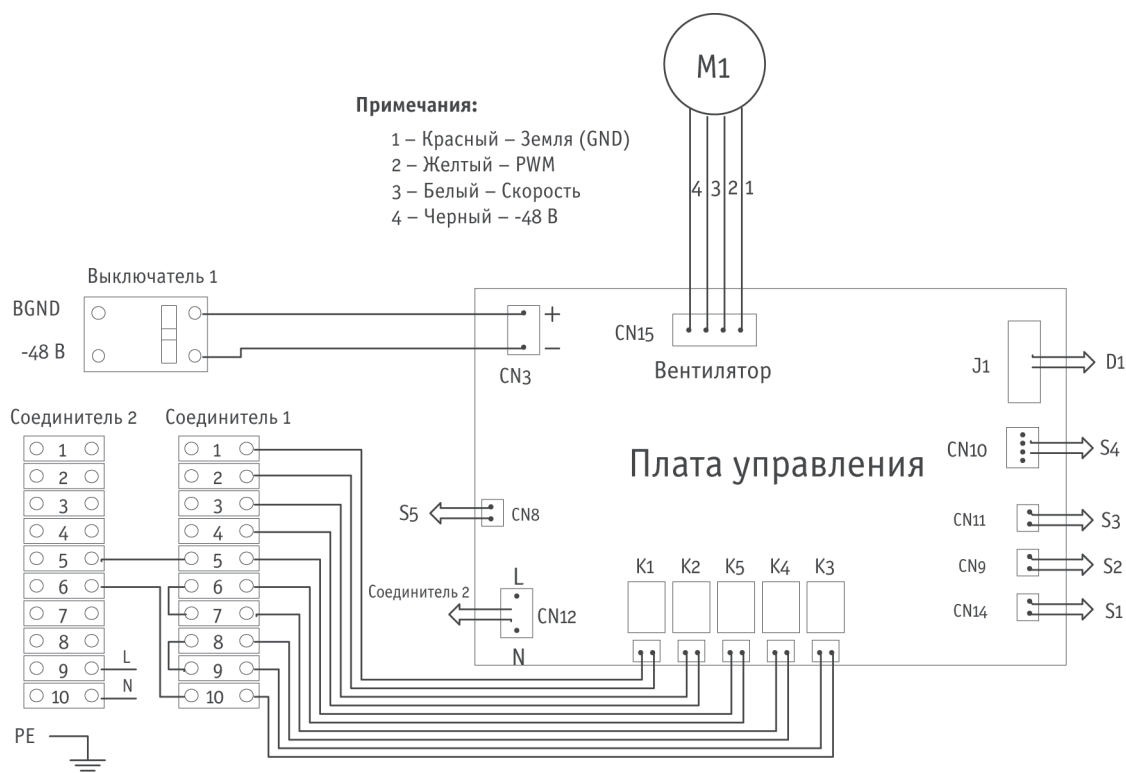 M1
Примечания:
1 – Красный – Земля (GND)
2 – Желтый – PWM
3 – Белый – Скорость
4 – Черный – -48 В
4 3 2 1
Выключатель 1
BGND
-48 В
+
–
CN3
CN15
Вентилятор
J1
D1
Соединитель 2
Соединитель 1
1
2
3
4
5
6
7
8
9
10
L
N
1
2
3
4
5
6
7
8
9
10
PE
CN10
S4
Плата управления
S5
CN8
CN11
S3
CN9
S2
CN14
S1
K1 K2 K5 K4 K3
Соединитель 2
L
CN12
N